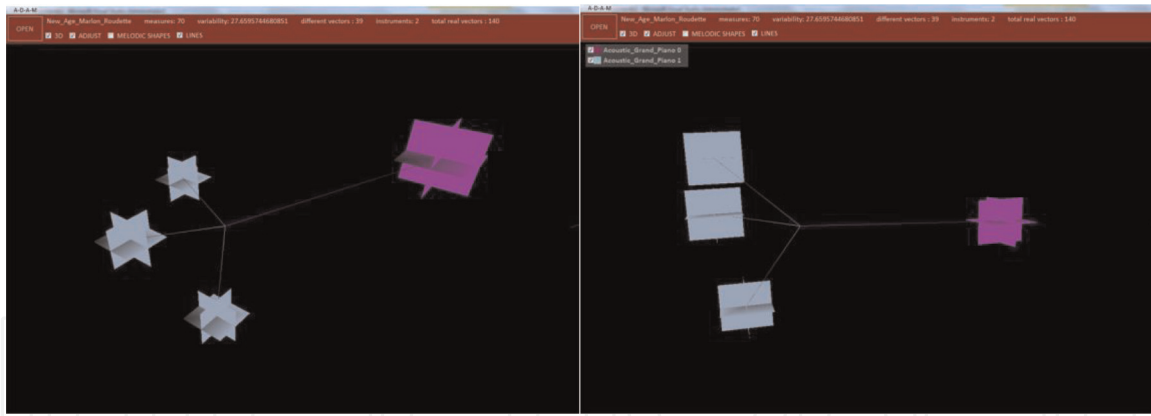 A-D-A-M
OPEN
New_Age_Marlon_Roudette measures: 70 variability: 27.6595744680851 different vectors : 39 instruments: 2 total real vectors : 140
3D ADJUST MELODIC SHAPES LINES
A-D-A-M
OPEN
New_Age_Marlon_Roudette measures: 70 variability: 27.6595744680851 different vectors : 39 instruments: 2 total real vectors : 140
3D ADJUST MELODIC SHAPES LINES
Acoustic_Grand_Piano 0
Acoustic_Grand_Piano 1